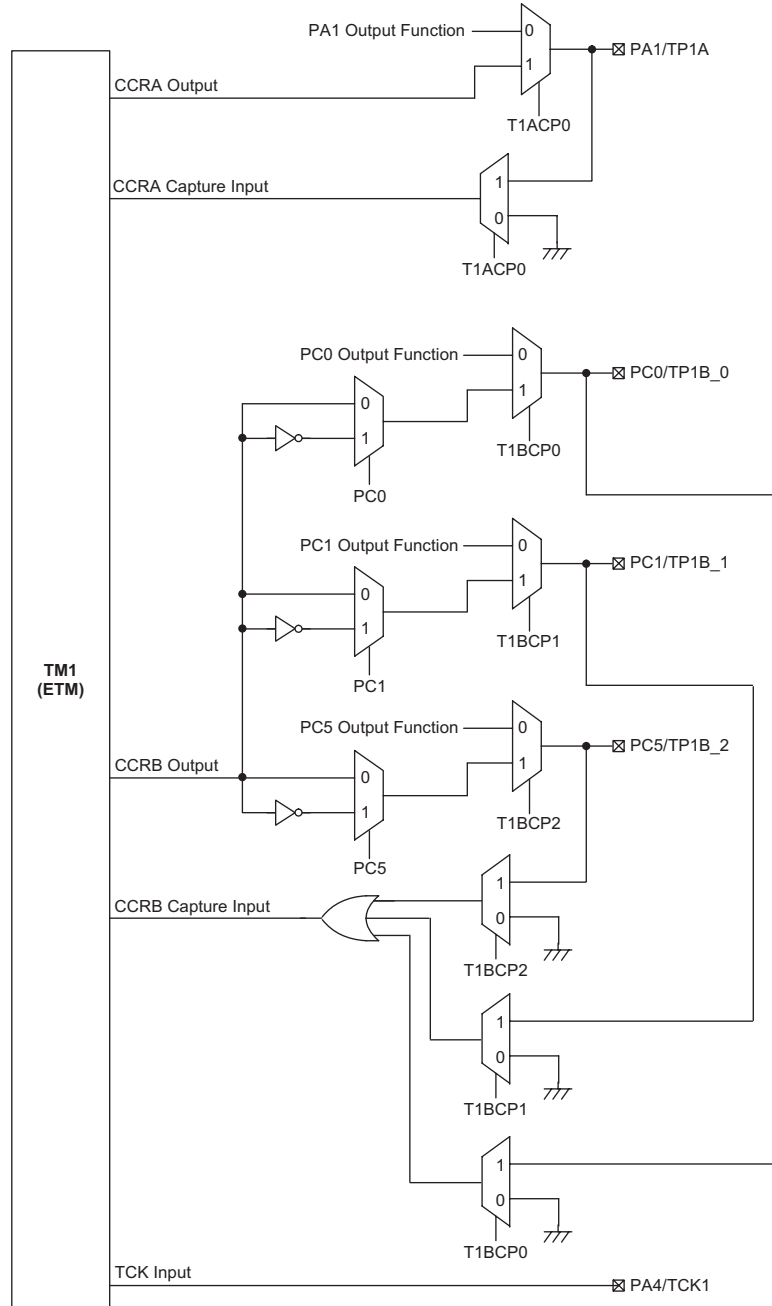 PA1 Output Function
0
1
PA1/TP1A
CCRA Output
T1ACP0
CCRA Capture Input
1
0
T1ACP0
PC0 Output Function
0
1
PC0/TP1B_0
0
1
T1BCP0
PC0
PC1 Output Function
0
1
PC1/TP1B_1
0
1
T1BCP1
PC1
TM1
(ETM)
PC5 Output Function
0
1
PC5/TP1B_2
CCRB Output
0
1
T1BCP2
PC5
CCRB Capture Input
1
0
T1BCP2
1
0
T1BCP1
1
0
T1BCP0
TCK Input
PA4/TCK1